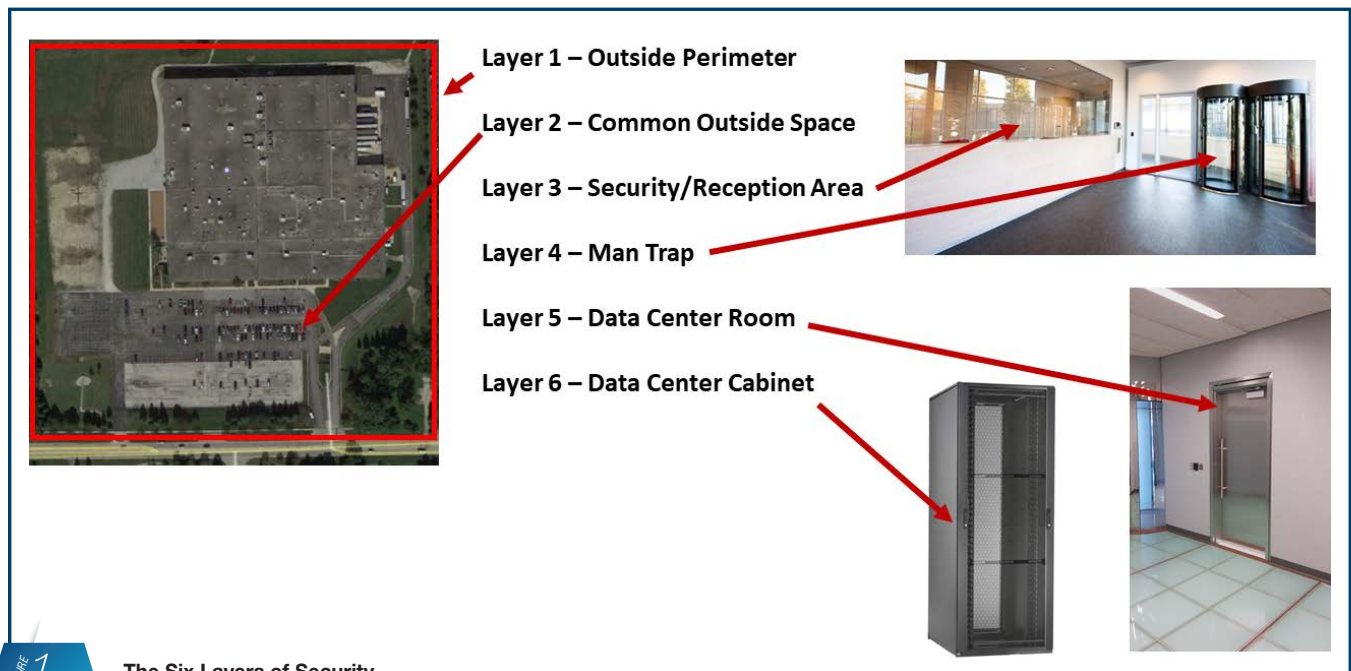 Layer 1 – Outside Perimeter
Layer 2 – Common Outside Space
Layer 3 – Security/Reception Area
Layer 4 – Man Trap
Layer 5 – Data Center Room
Layer 6 – Data Center Cabinet
1
The Six Layers of Security